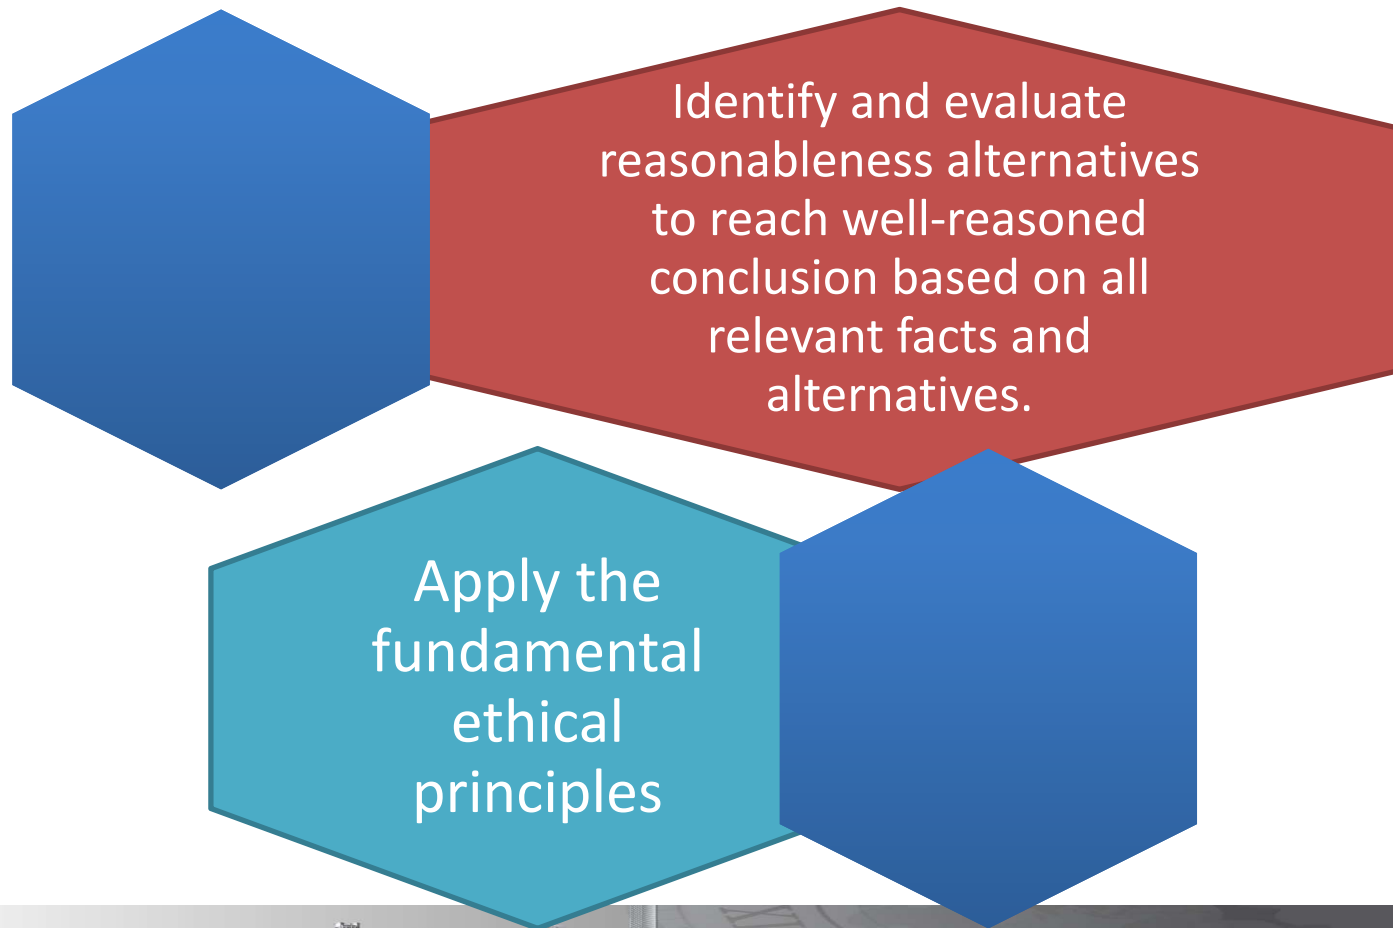 Identify and evaluate
reasonableness alternatives
to reach well-reasoned
conclusion based on all
relevant facts and
alternatives.
Apply the
fundamental
ethical
principles